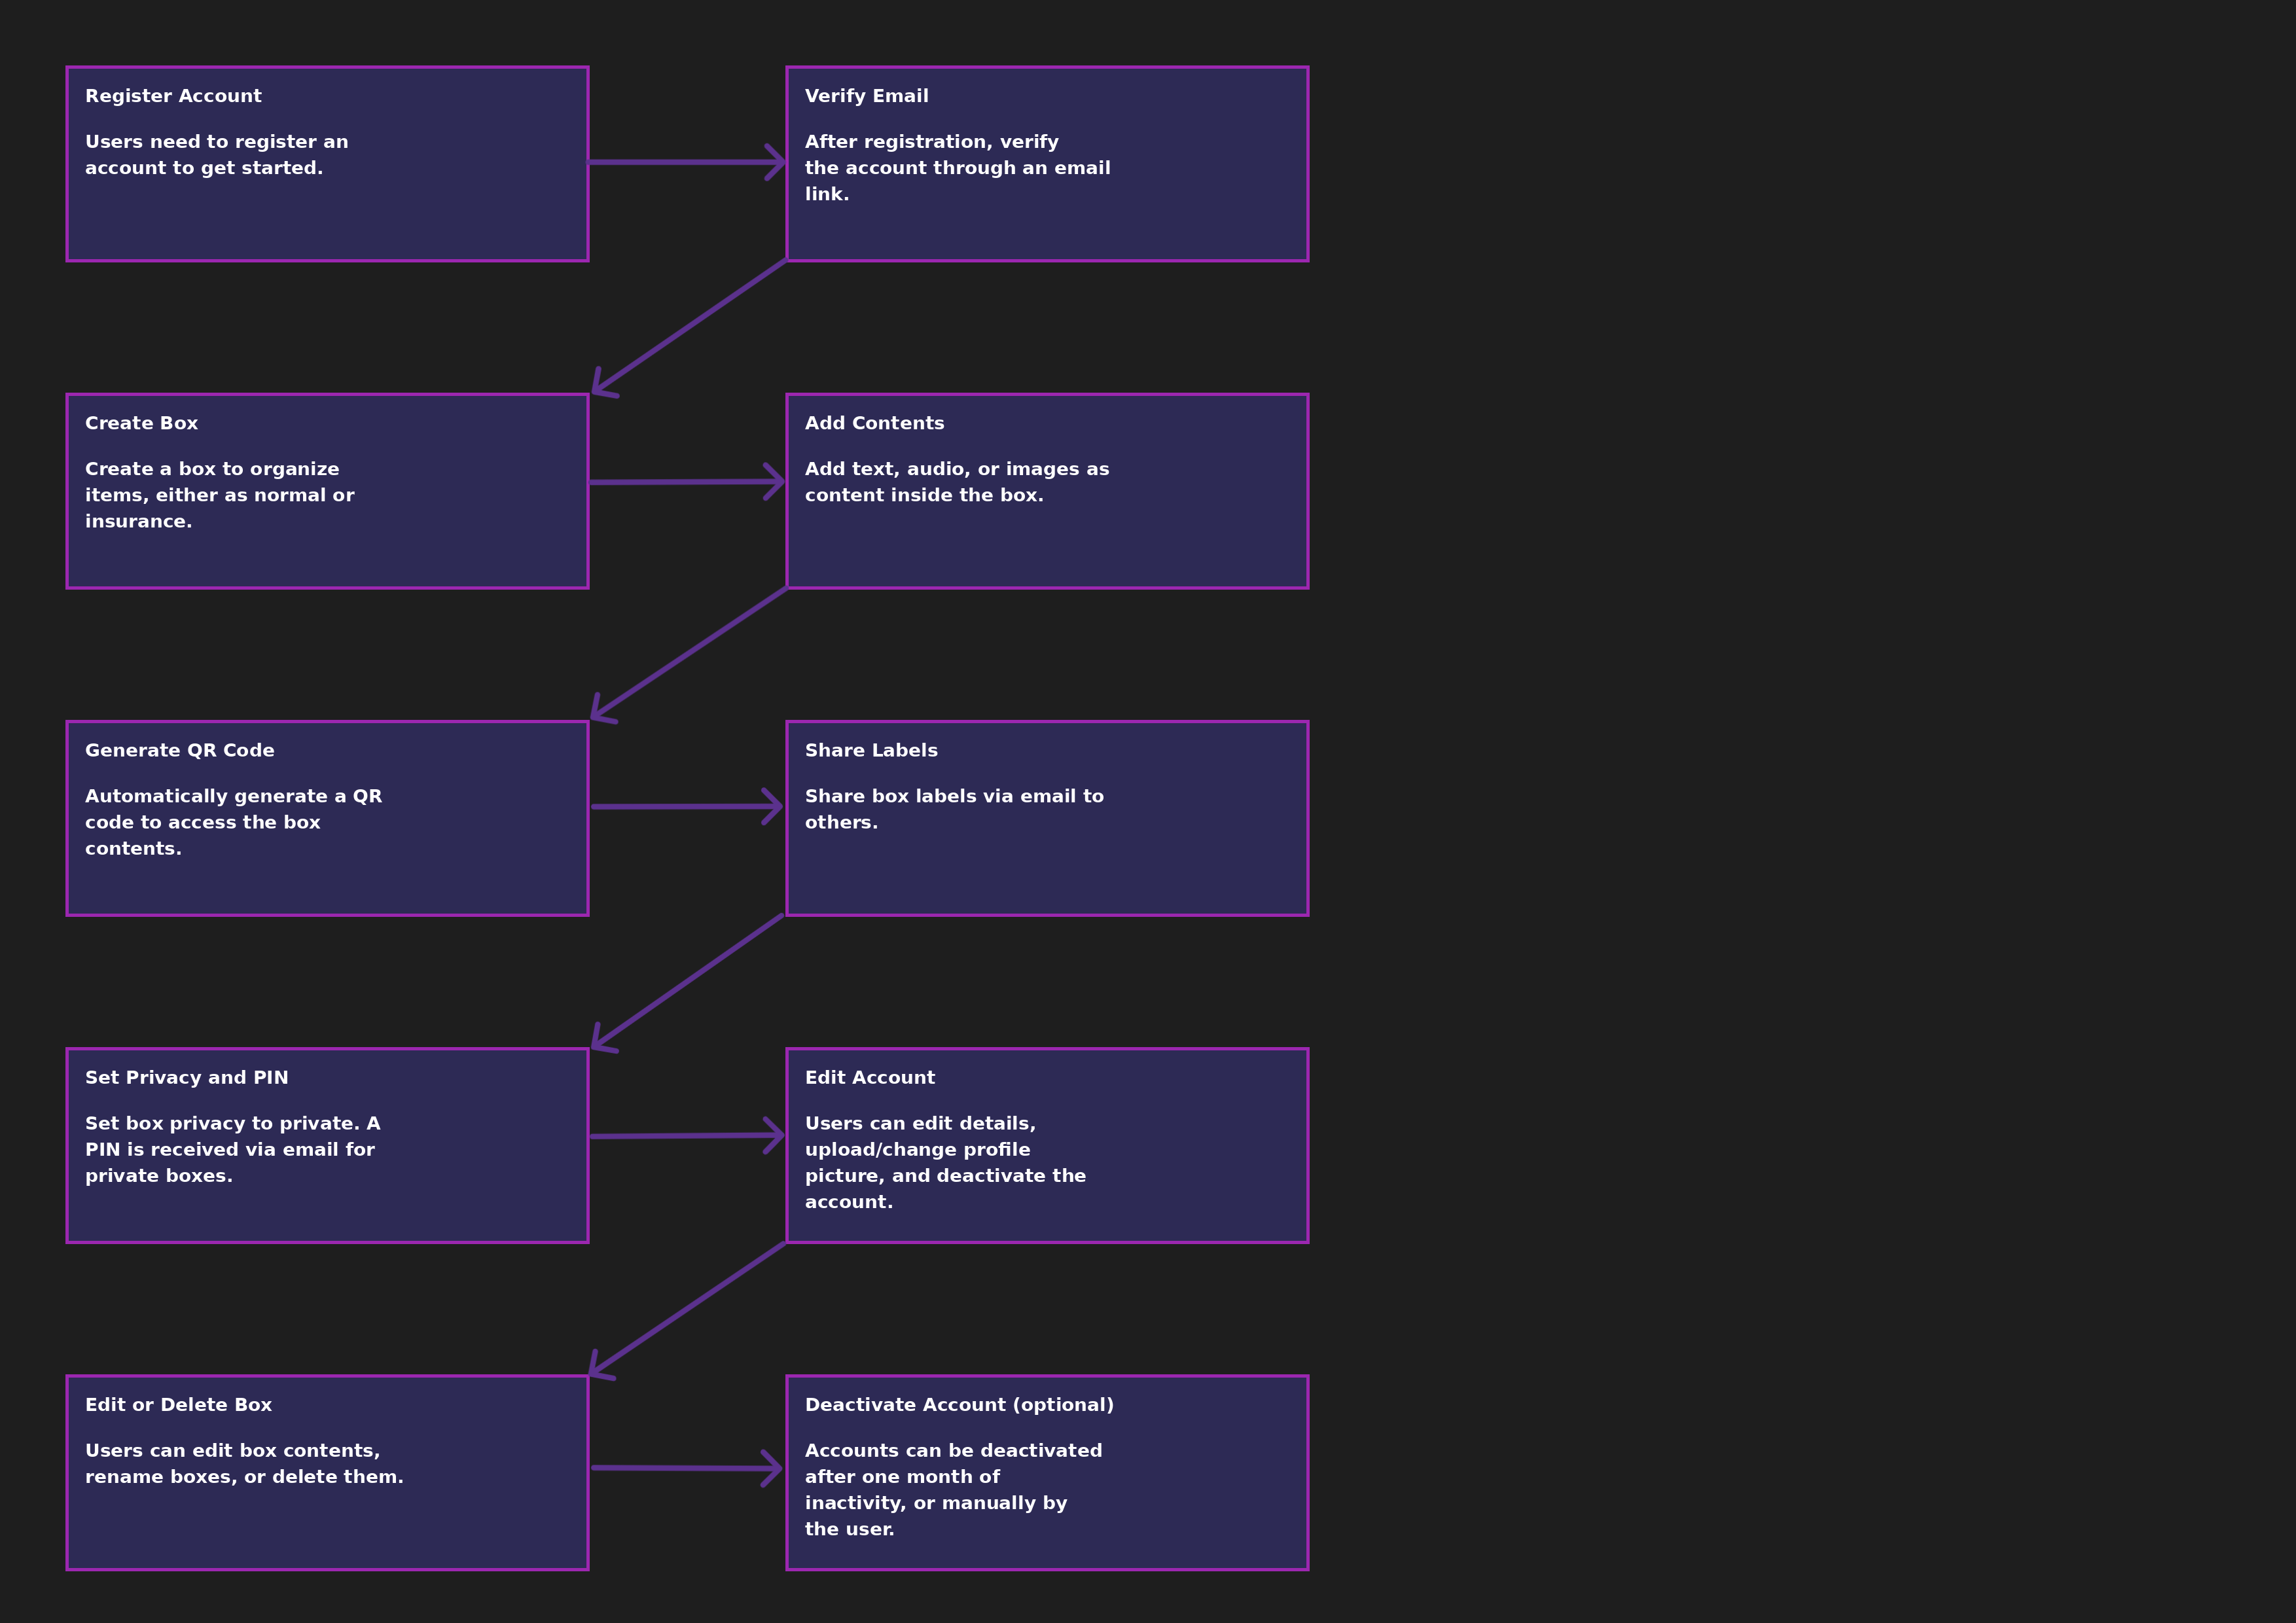 Register Account
Users need to register an
account to get started.
Verify Email
After registration, verify
the account through an email
link.
Create Box
Create a box to organize
items, either as normal or
insurance.
Add Contents
Add text, audio, or images as
content inside the box.
Generate QR Code
Automatically generate a QR
code to access the box
contents.
Share Labels
Share box labels via email to
others.
Set Privacy and PIN
Set box privacy to private. A
PIN is received via email for
private boxes.
Edit Account
Users can edit details,
upload/change profile
picture, and deactivate the
account.
Edit or Delete Box
Users can edit box contents,
rename boxes, or delete them.
Deactivate Account (optional)
Accounts can be deactivated
after one month of
inactivity, or manually by
the user.